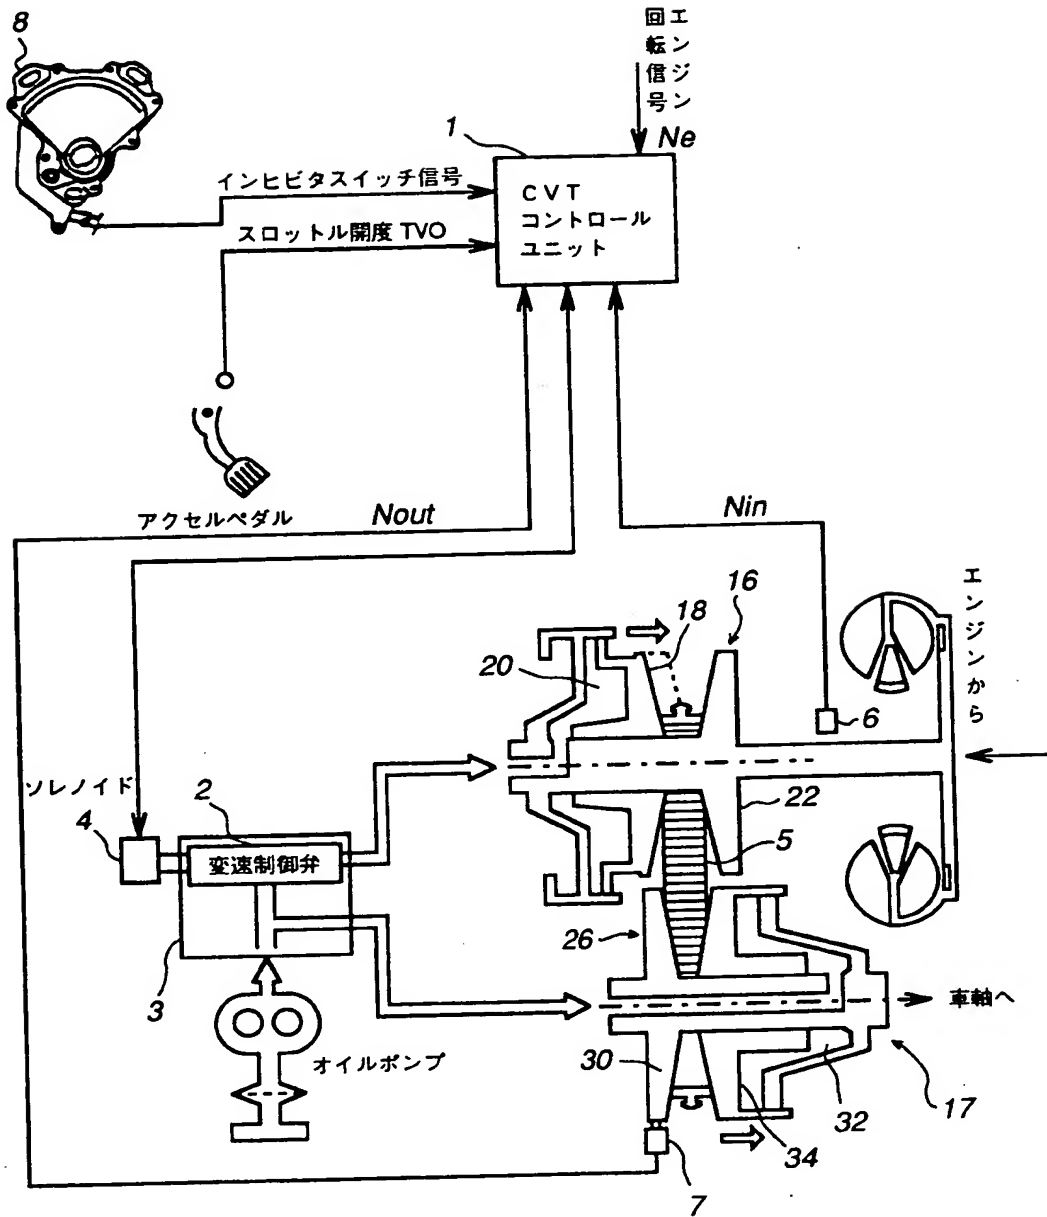 8
エンジン
回転信号
1
Ne
インヒビタスイッチ信号
CVT
コントロール
ユニット
スロットル開度 TVO
アクセルペダル
Nout
Nin
エンジンから
16
18
20
6
ソレノイド
2
4
22
変速制御弁
5
26
3
車軸へ
オイルポンプ
30
32
17
34
7